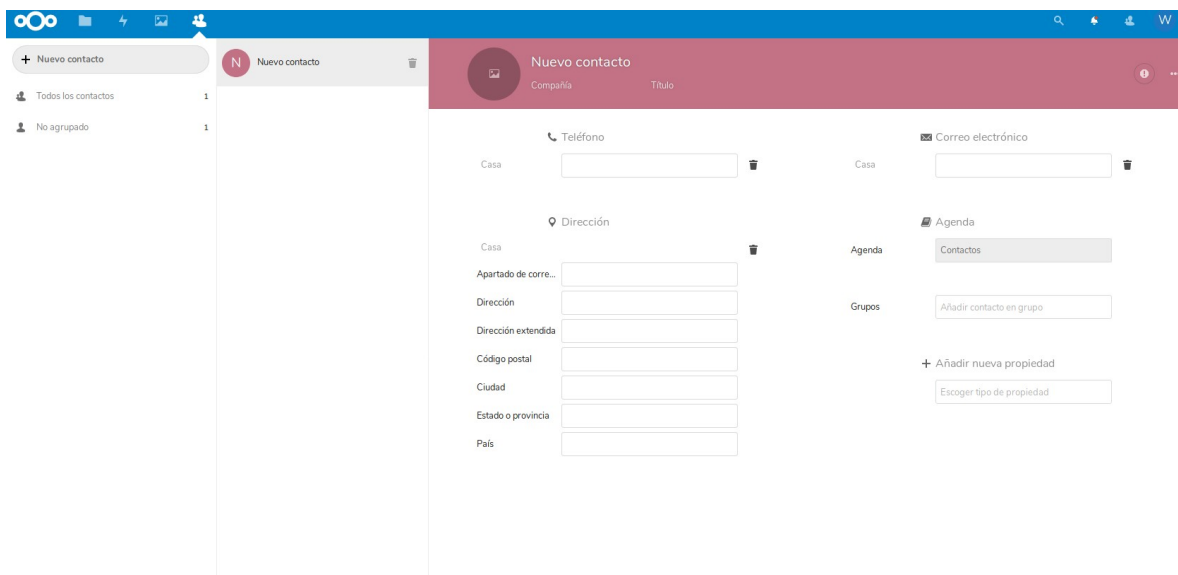 W
+ Nuevo contacto
Todos los contactos 1
No agrupado 1
N Nuevo contacto
Nuevo contacto
Compañía Título
Teléfono
Casa
Correo electrónico
Casa
Dirección
Casa
Apartado de corre...
Dirección
Dirección extendida
Código postal
Ciudad
Estado o provincia
País
Agenda
Agenda Contactos
Grupos Añadir contacto en grupo
+ Añadir nueva propiedad
Escoger tipo de propiedad